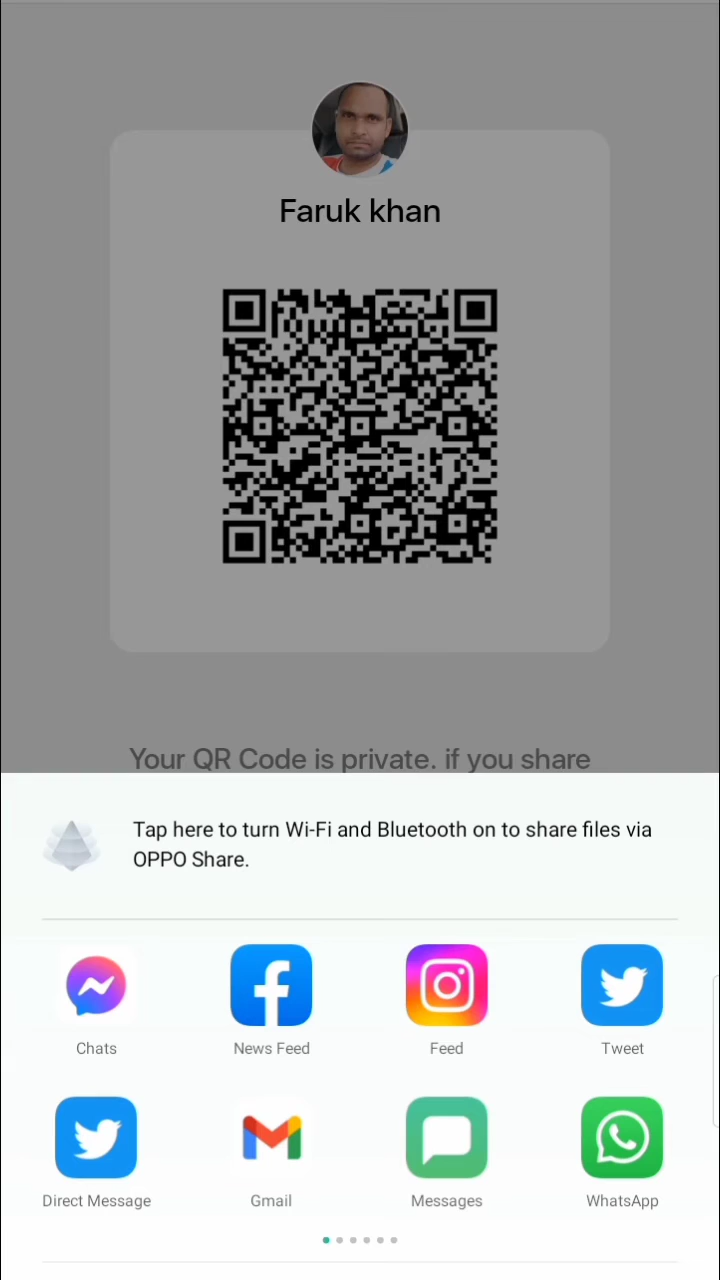 Faruk khan
Your QR Code is private. if you share
Tap here to turn Wi-Fi and Bluetooth on to share files via
OPPO Share.
Chats
News Feed
Feed
Tweet
Direct Message
Gmail
Messages
WhatsApp